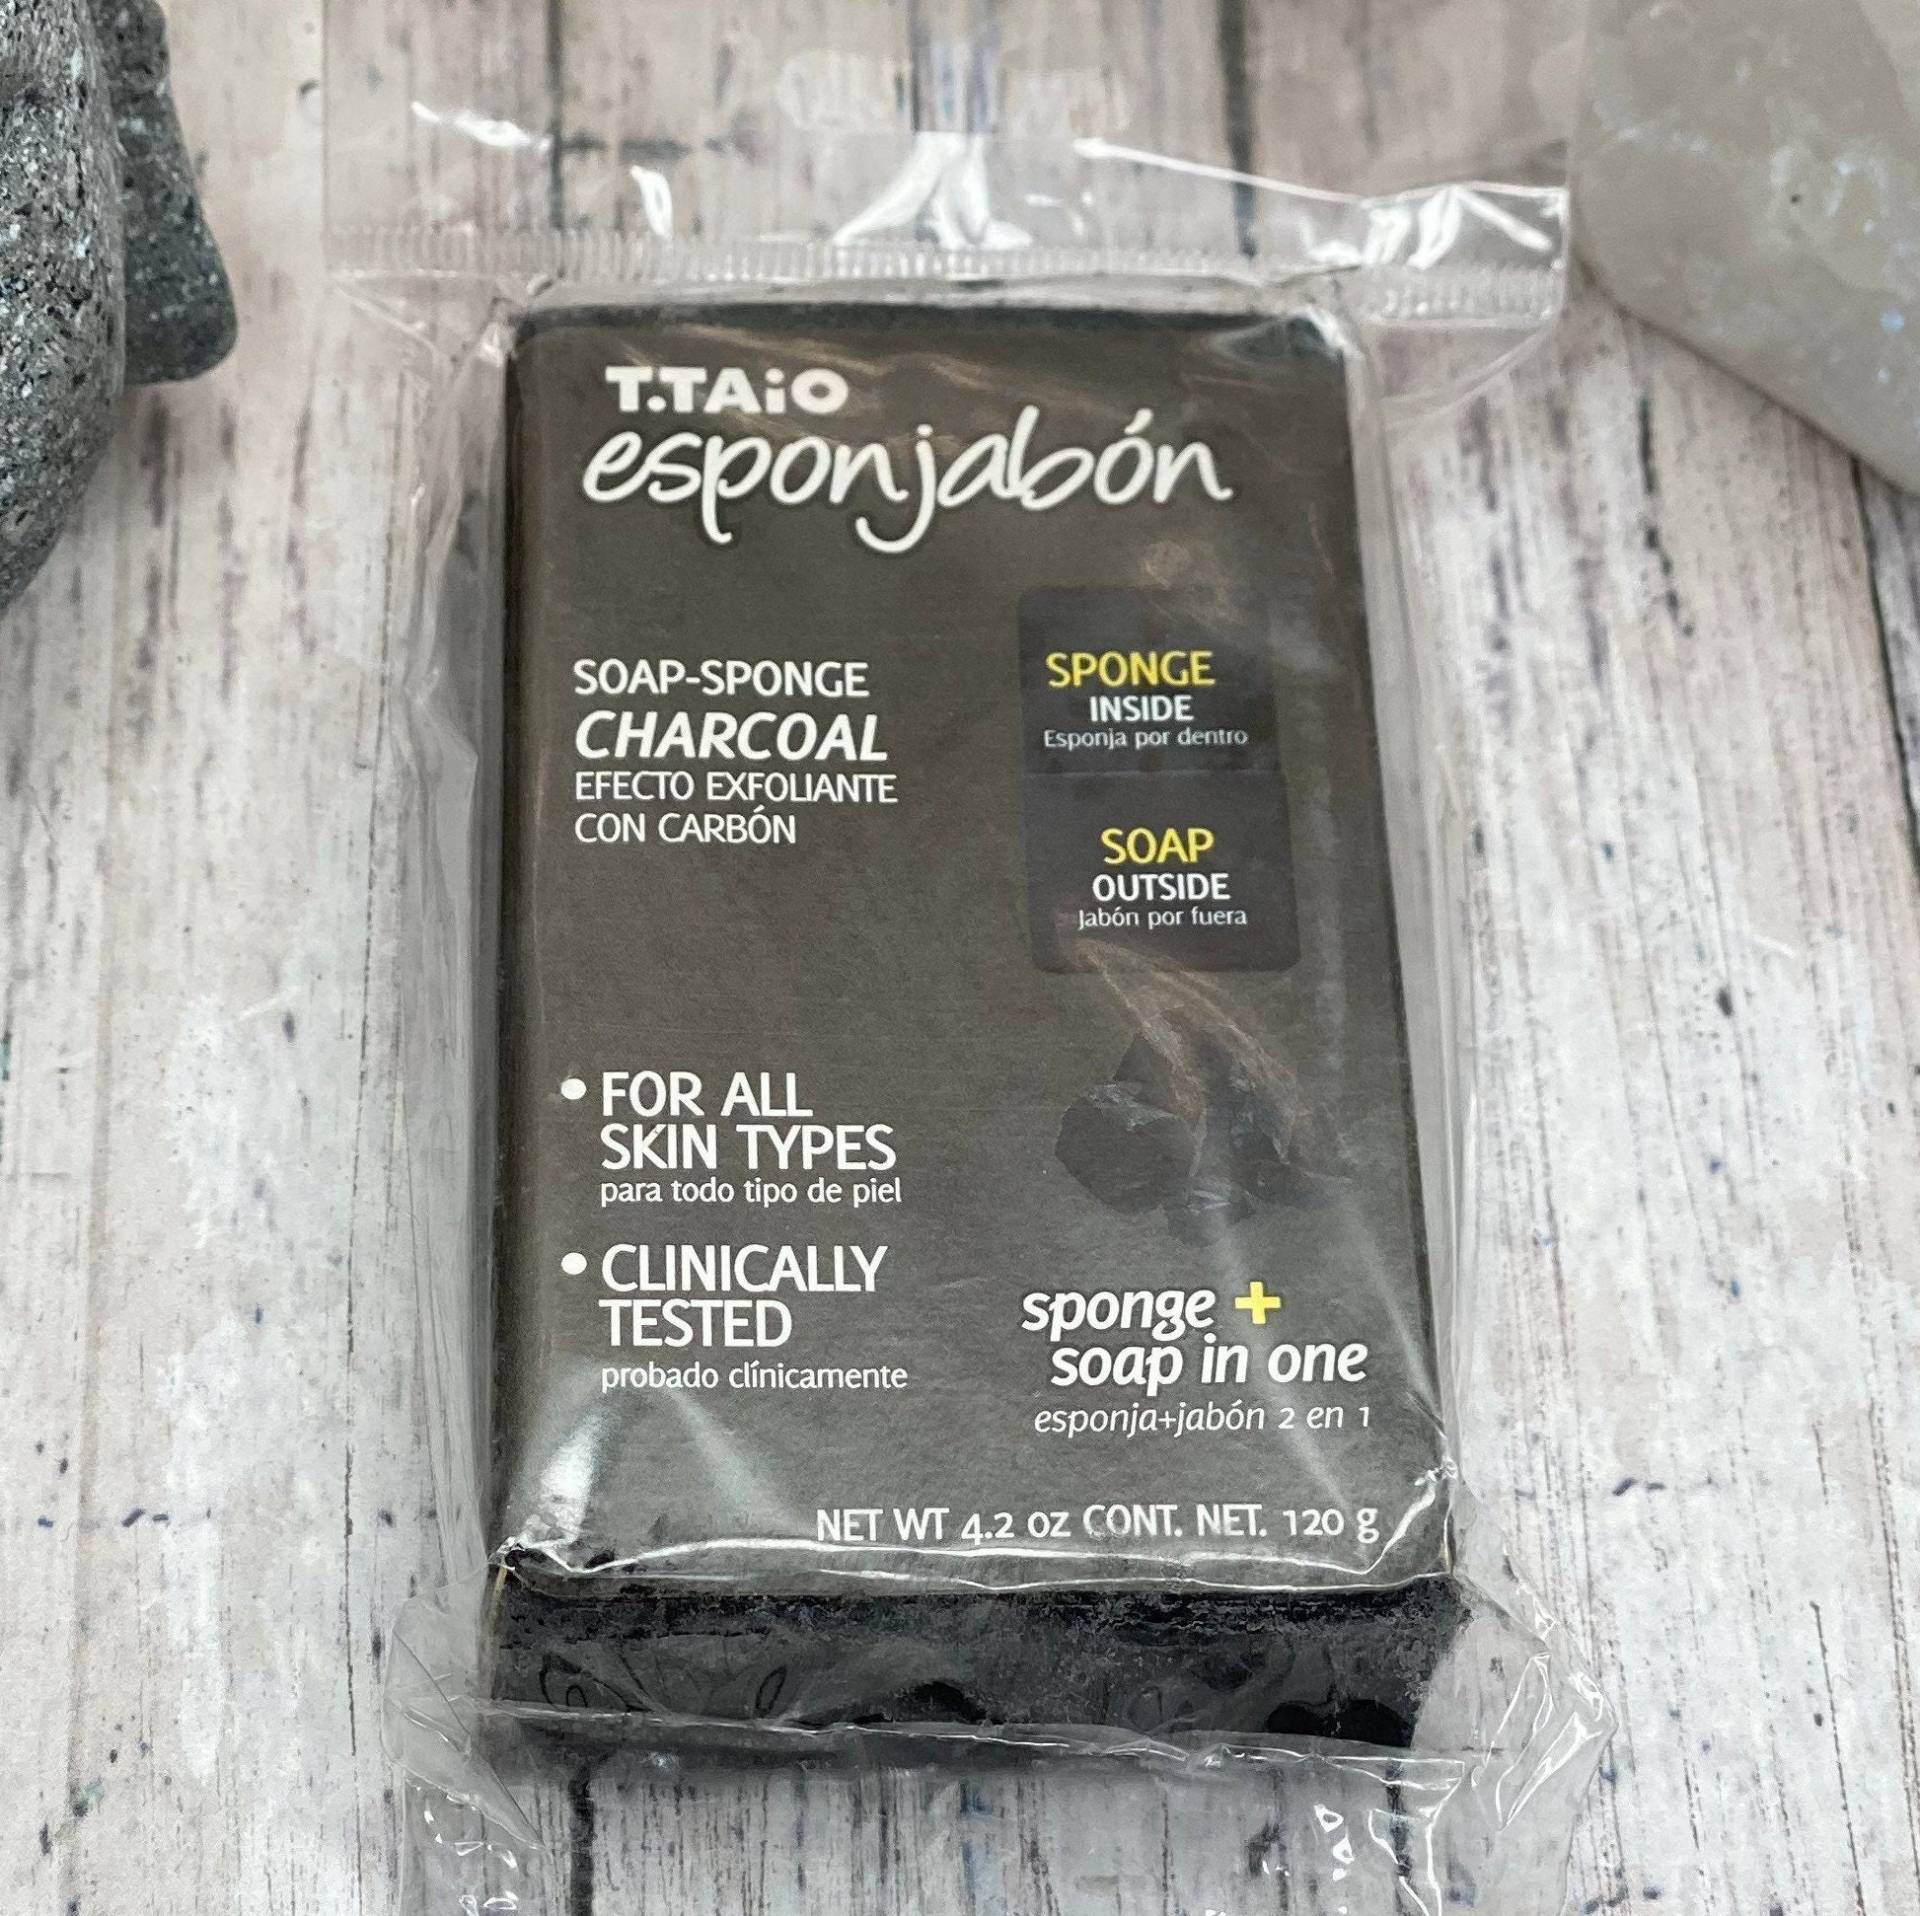 T.TAiO
esponjabón
SOAP-SPONGE
CHARCOAL
EFECTO EXFOLIANTE
CON CARBÓN
SPONGE
INSIDE
Esponja por dentro
SOAP
OUTSIDE
Jabón por fuera
• FOR ALL
SKIN TYPES
para todo tipo de piel
• CLINICALLY
TESTED
probado clínicamente
sponge +
soap in one
esponja+jabón 2 en 1
NET WT 4.2 oz CONT. NET. 120 g